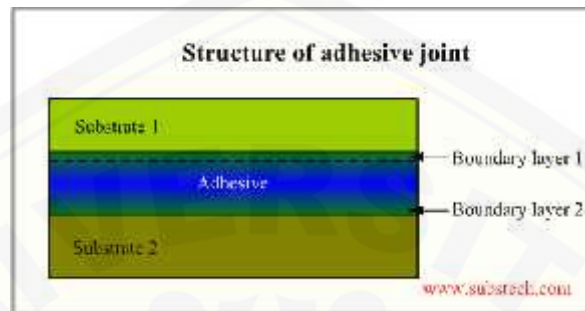 Structure of adhesive joint
Substrate 1
Boundary layer 1
Adhesive
Boundary layer 2
Substrate 2
www.substech.com